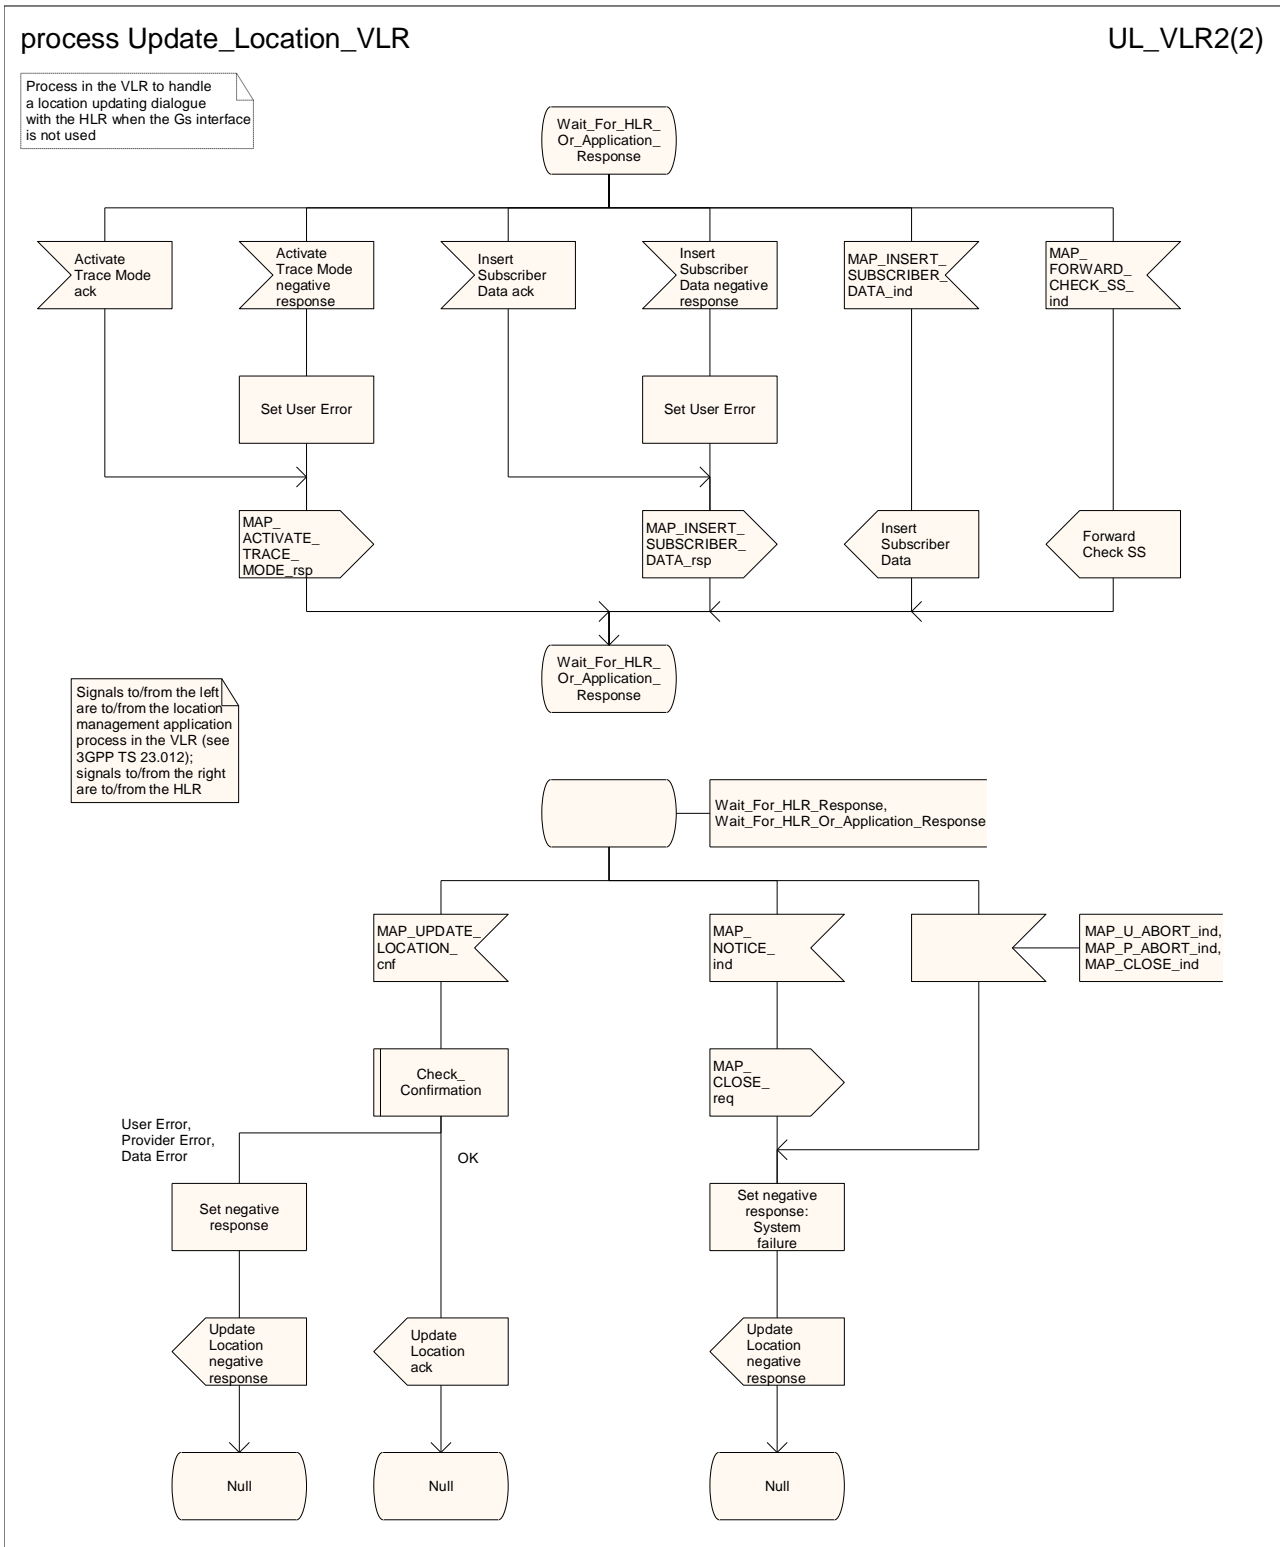 process Update_Location_VLR
UL_VLR2(2)
Process in the VLR to handle
a location updating dialogue
with the HLR when the Gs interface
is not used
Wait_For_HLR_
Or_Application_
Response
Activate
Trace Mode
ack
Activate
Trace Mode
negative
response
Insert
Subscriber
Data ack
Insert
Subscriber
Data negative
response
MAP_INSERT_
SUBSCRIBER_
DATA_ind
MAP_
FORWARD_
CHECK_SS_
ind
Set User Error
Set User Error
MAP_
ACTIVATE_
TRACE_
MODE_rsp
MAP_INSERT_
SUBSCRIBER_
DATA_rsp
Insert
Subscriber
Data
Forward
Check SS
Wait_For_HLR_
Or_Application_
Response
Signals to/from the left
are to/from the location
management application
process in the VLR (see
3GPP TS 23.012);
signals to/from the right
are to/from the HLR
Wait_For_HLR_Response,
Wait_For_HLR_Or_Application_Response
MAP_UPDATE_
LOCATION_
cnf
MAP_
NOTICE_
ind
MAP_U_ABORT_ind,
MAP_P_ABORT_ind,
MAP_CLOSE_ind
Check_
Confirmation
MAP_
CLOSE_
req
User Error,
Provider Error,
Data Error
OK
Set negative
response
Set negative
response:
System
failure
Update
Location
negative
response
Update
Location
ack
Update
Location
negative
response
Null
Null
Null